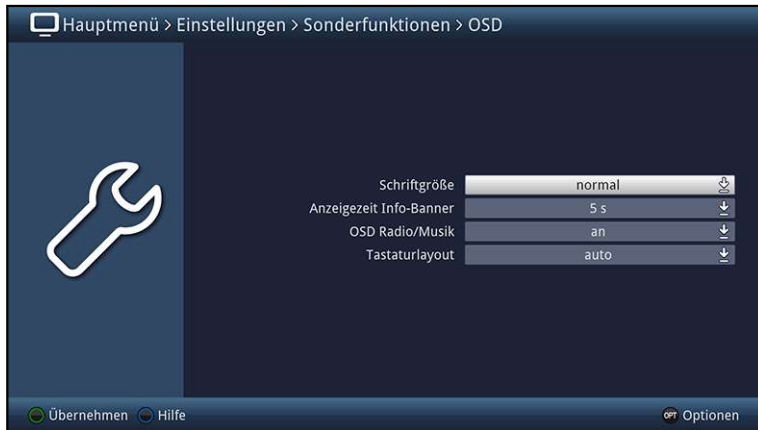 Hauptmenü > Einstellungen > Sonderfunktionen > OSD
Schriftgröße normal
Anzeigezeit Info-Banner 5 s
OSD Radio/Musik an
Tastaturlayout auto
Übernehmen Hilfe OPT Optionen